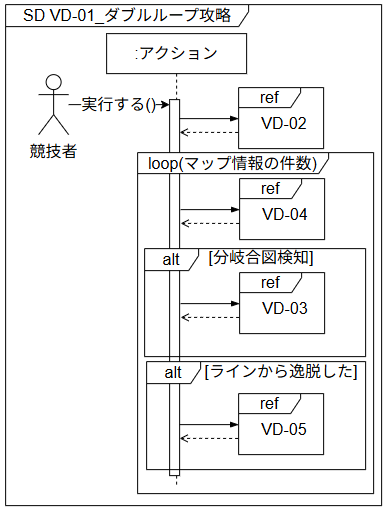 SD VD-01_ダブルループ攻略
:アクション
実行する()
競技者
ref
VD-02
loop(マップ情報の件数)
ref
VD-04
alt
[分岐合図検知]
ref
VD-03
alt
[ラインから逸脱した]
ref
VD-05